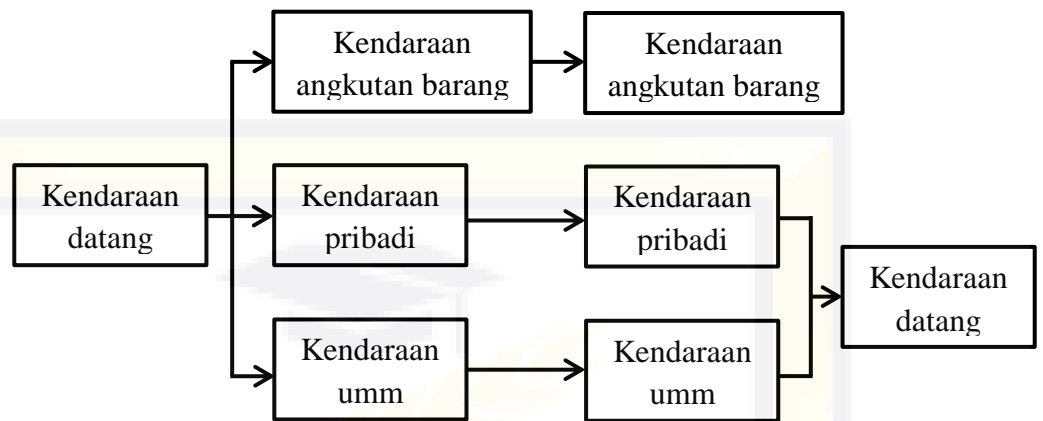 Kendaraan
angkutan barang
Kendaraan
angkutan barang
Kendaraan
datang
Kendaraan
pribadi
Kendaraan
pribadi
Kendaraan
datang
Kendaraan
umm
Kendaraan
umm